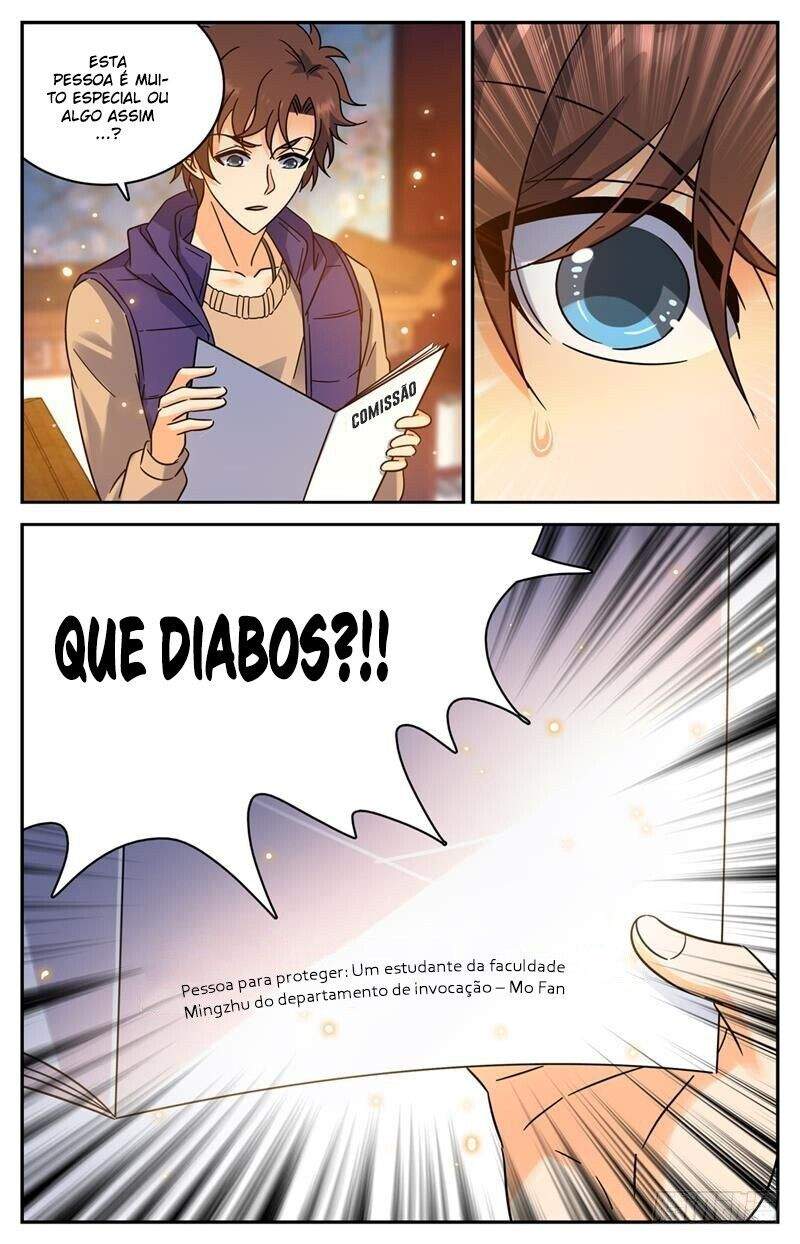 ESTA
PESSOA É MUI-
TO ESPECIAL OU
ALGO ASSIM
...?
COMISSÃO
QUE DIABOS?!!
Pessoa para proteger: Um estudante da faculdade
Mingzhu do departamento de invocação – Mo Fan